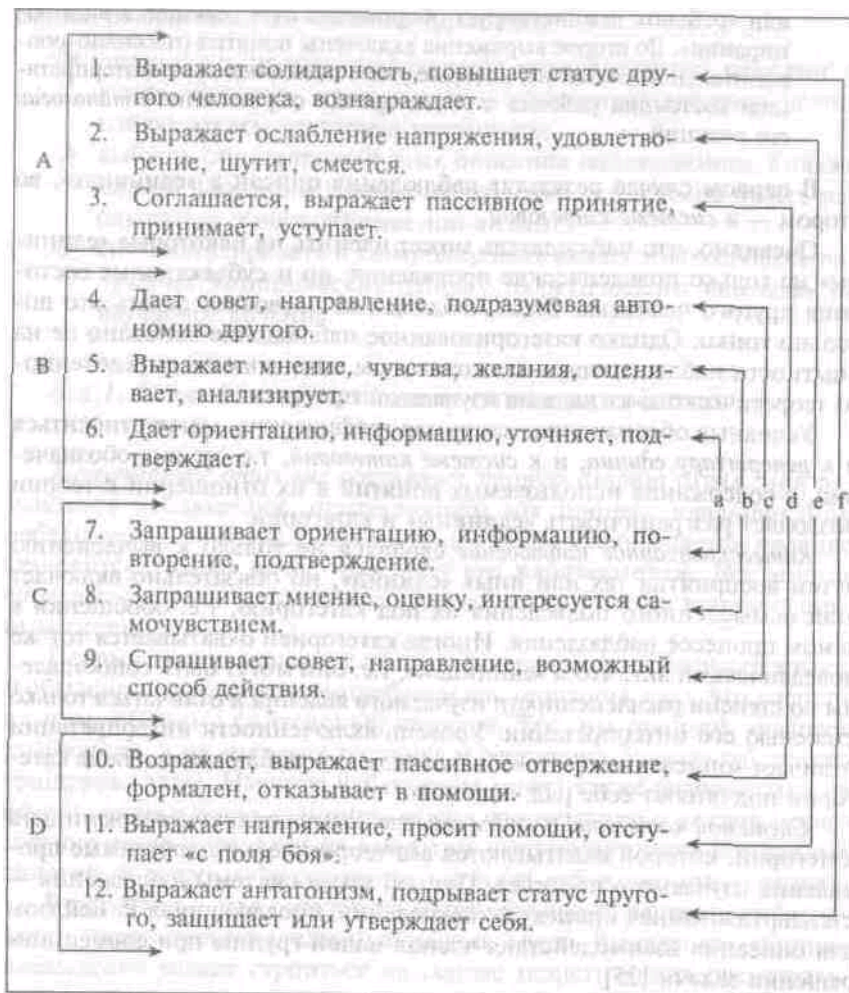 1. Выражает солидарность, повышает статус дру-
гого человека, вознаграждает.
2. Выражает ослабление напряжения, удовлетво-
рение, шутит, смеется.
A
3. Соглашается, выражает пассивное принятие,
принимает, уступает.
4. Дает совет, направление, подразумевая авто-
номию другого.
B
5. Выражает мнение, чувства, желания, оцени-
вает, анализирует.
6. Дает ориентацию, информацию, уточняет, под-
тверждает.
a b c d e f
7. Запрашивает ориентацию, информацию, по-
вторение, подтверждение.
C
8. Запрашивает мнение, оценку, интересуется са-
мочувствием.
9. Спрашивает совет, направление, возможный
способ действия.
10. Возражает, выражает пассивное отвержение,
формален, отказывает в помощи.
D
11. Выражает напряжение, просит помощи, отсту-
пает «с поля боя».
12. Выражает антагонизм, подрывает статус друго-
го, защищает или утверждает себя.